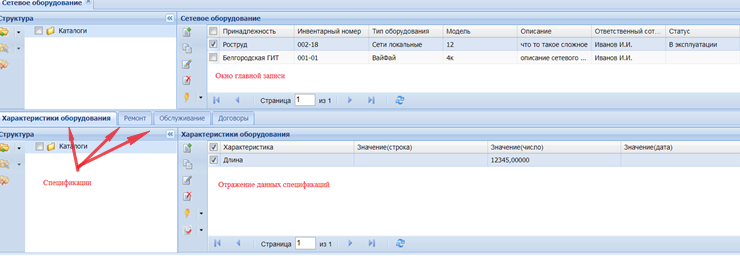 Сетевое оборудование
Структура
Каталоги
Сетевое оборудование
Принадлежность Инвентарный номер Тип оборудования Модель Описание Ответственный сот... Статус
Роструд 002-18 Сети локальные 12 что то такое сложное Иванов И.И. В эксплуатации
Белгородская ГИТ 001-01 ВайФай 4к описание сетевого ... Иванов И.И.
Окно главной записи
Страница 1 из 1
Характеристики оборудования Ремонт Обслуживание Договоры
Структура
Каталоги
Спецификации
Характеристики оборудования
Характеристика Значение(строка) Значение(число) Значение(дата)
Длина 12345,00000
Отражение данных спецификаций
Страница 1 из 1